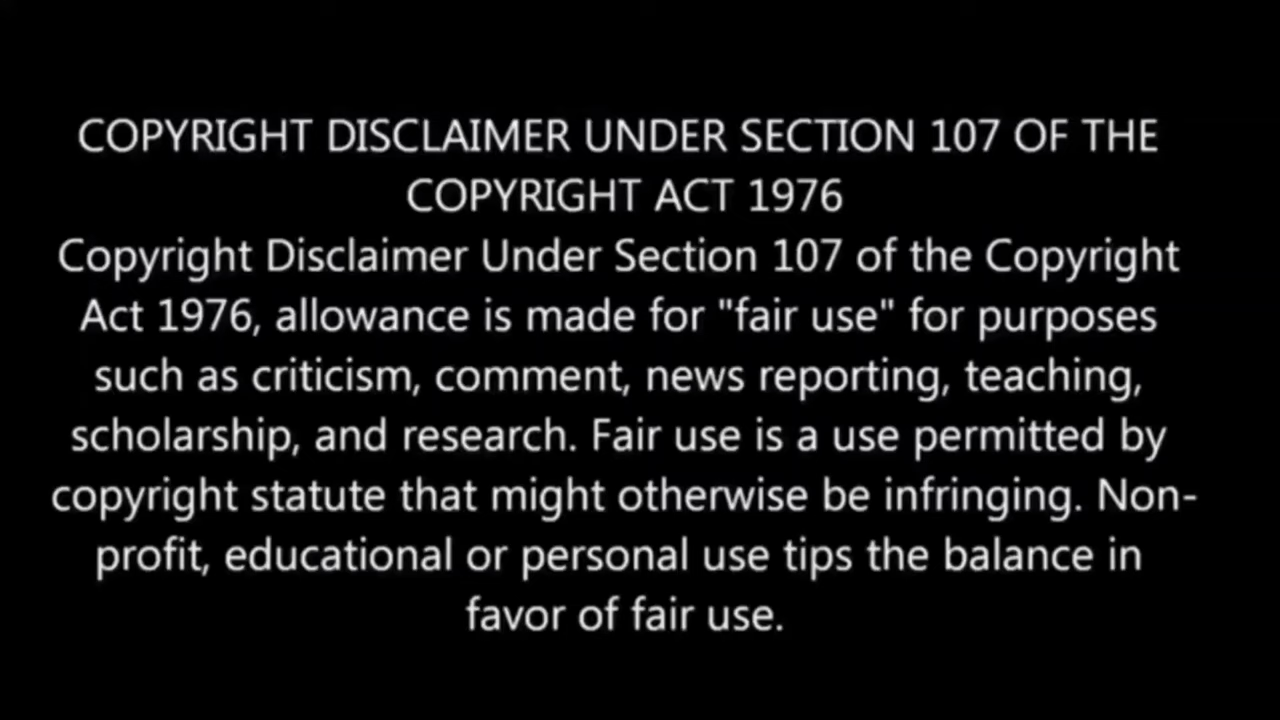 COPYRIGHT DISCLAIMER UNDER SECTION 107 OF THE
COPYRIGHT ACT 1976
Copyright Disclaimer Under Section 107 of the Copyright
Act 1976, allowance is made for "fair use" for purposes
such as criticism, comment, news reporting, teaching,
scholarship, and research. Fair use is a use permitted by
copyright statute that might otherwise be infringing. Non-
profit, educational or personal use tips the balance in
favor of fair use.